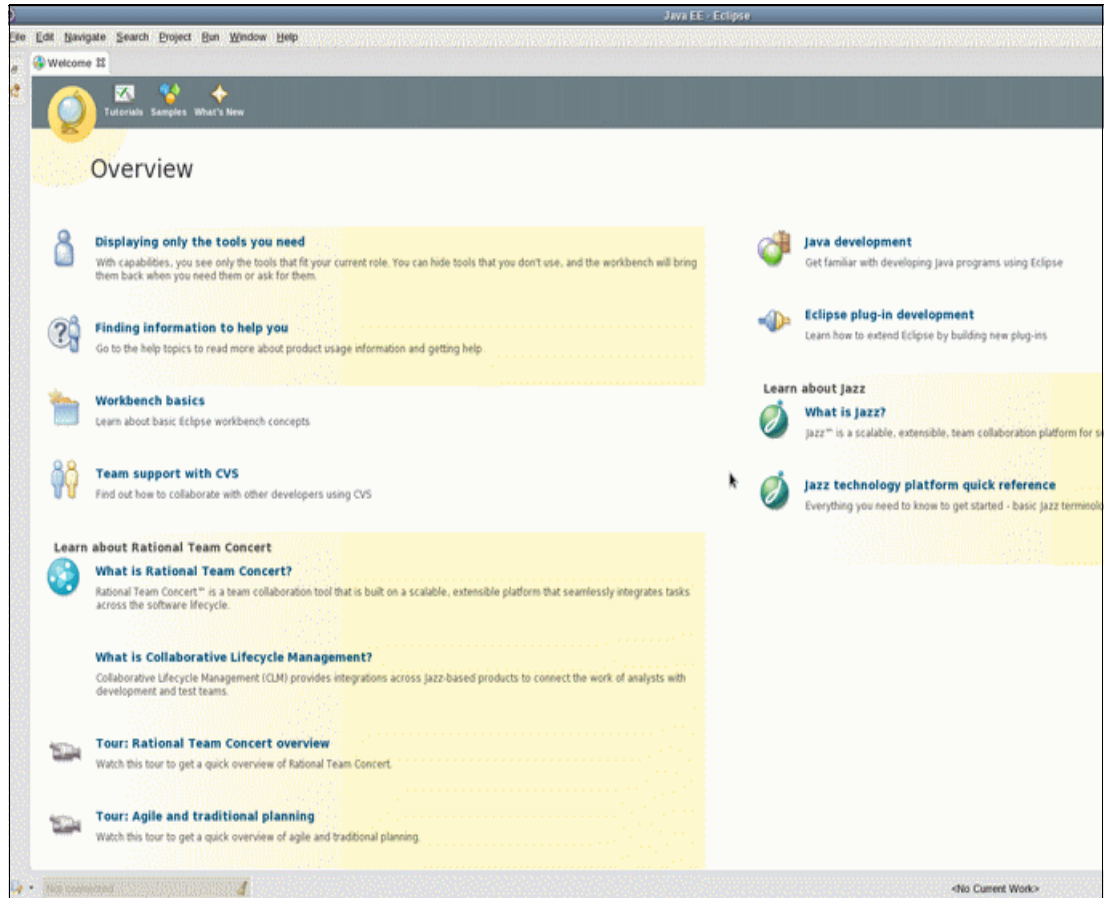 Java EE - Eclipse
File Edit Navigate Search Project Run Window Help
Welcome
Tutorials Samples What's New
Overview
Displaying only the tools you need
With capabilities, you see only the tools that fit your current role. You can hide tools that you don't use, and the workbench will bring
them back when you need them or ask for them.
Finding information to help you
Go to the help topics to read more about product usage information and getting help.
Workbench basics
Learn about basic Eclipse workbench concepts
Team support with CVS
Find out how to collaborate with other developers using CVS
Learn about Rational Team Concert
What is Rational Team Concert?
Rational Team Concert™ is a team collaboration tool that is built on a scalable, extensible platform that seamlessly integrates tasks
across the software lifecycle.
What is Collaborative Lifecycle Management?
Collaborative Lifecycle Management (CLM) provides integrations across Jazz-based products to connect the work of analysts with
development and test teams.
Tour: Rational Team Concert overview
Watch this tour to get a quick overview of Rational Team Concert.
Tour: Agile and traditional planning
Watch this tour to get a quick overview of agile and traditional planning.
Java development
Get familiar with developing Java programs using Eclipse
Eclipse plug-in development
Learn how to extend Eclipse by building new plug-ins
Learn about Jazz
What is Jazz?
Jazz™ is a scalable, extensible, team collaboration platform for
Jazz technology platform quick reference
Everything you need to know to get started - basic Jazz
Not connected
<No Current Work>